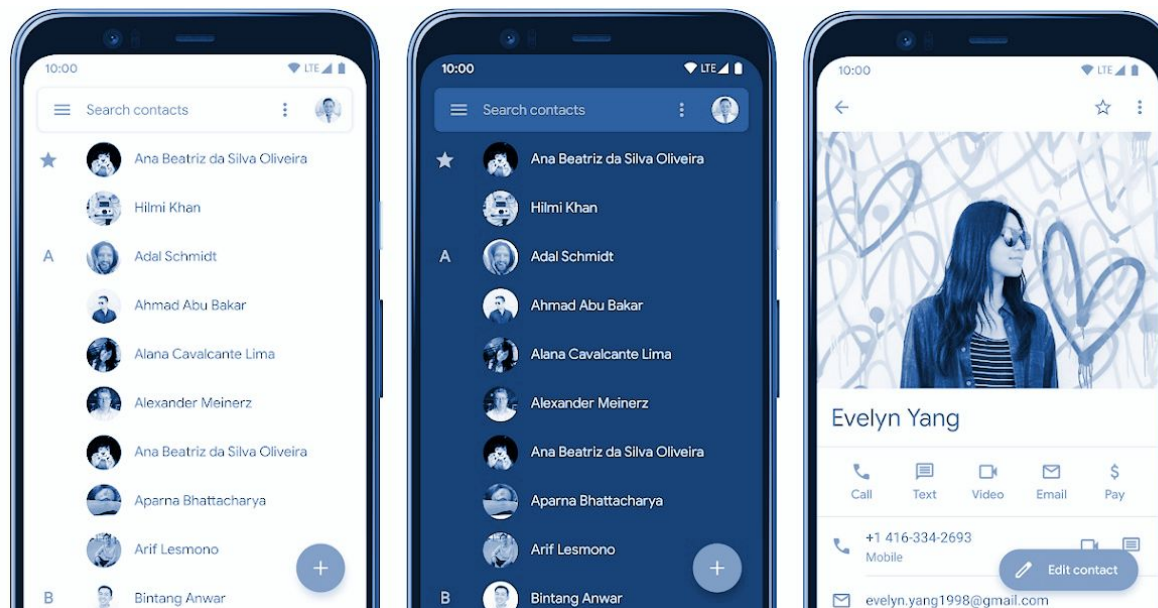 10:00 LTE
Search contacts
Ana Beatriz da Silva Oliveira
Hilmi Khan
A Adal Schmidt
Ahmad Abu Bakar
Alana Cavalcante Lima
Alexander Meinerz
Ana Beatriz da Silva Oliveira
Aparna Bhattacharya
Arif Lesmono
B Bintang Anwar
10:00 LTE
Search contacts
Ana Beatriz da Silva Oliveira
Hilmi Khan
A Adal Schmidt
Ahmad Abu Bakar
Alana Cavalcante Lima
Alexander Meinerz
Ana Beatriz da Silva Oliveira
Aparna Bhattacharya
Arif Lesmono
B Bintang Anwar
10:00 LTE
Evelyn Yang
Call Text Video Email Pay
+1 416-334-2693
Mobile
Edit contact
evelyn.yang1998@gmail.com